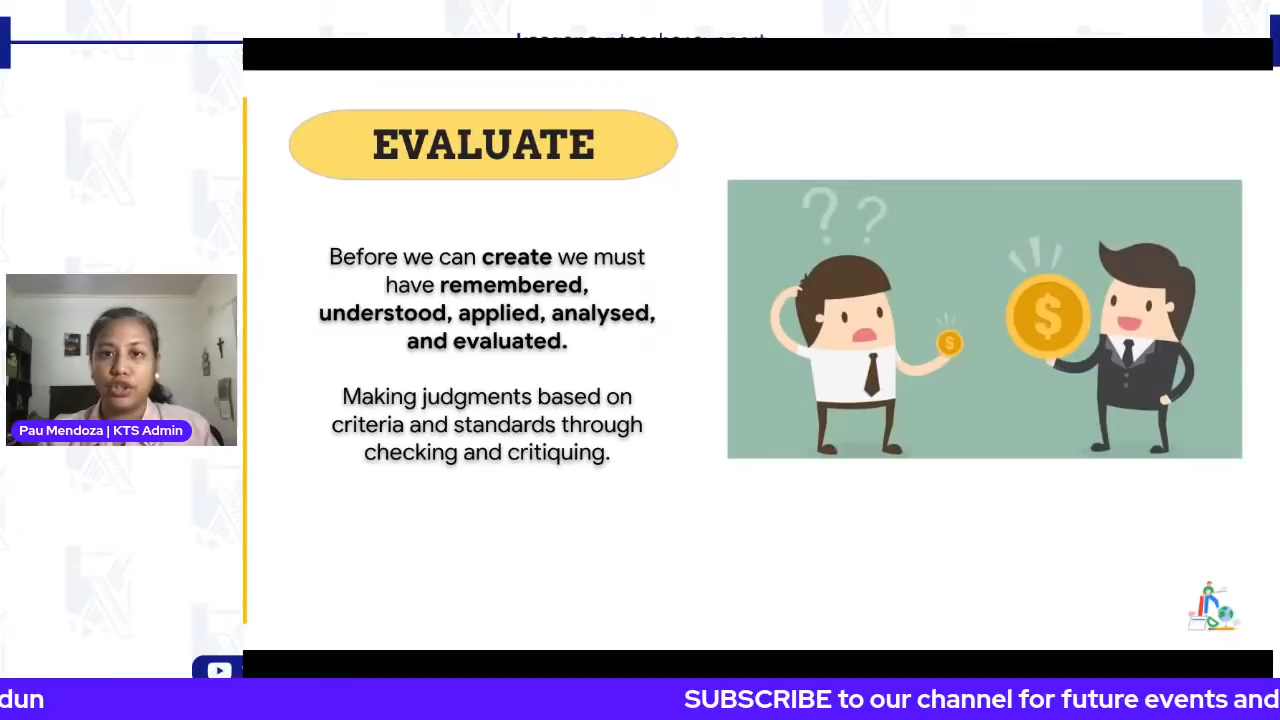 EVALUATE
Before we can create we must
have remembered,
understood, applied, analysed,
and evaluated.
Making judgments based on
criteria and standards through
checking and critiquing.
? ?
$
$
Pau Mendoza | KTS Admin
dun
SUBSCRIBE to our channel for future events and